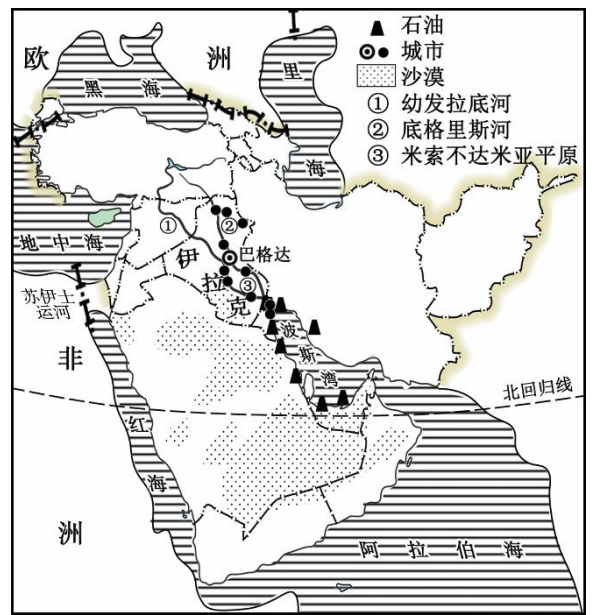 石油
城市
沙漠
① 幼发拉底河
② 底格里斯河
③ 米索不达米亚平原
欧洲
黑海
里海
地中海
苏伊士
运河
①
②
③
巴格达
伊拉克
波斯湾
北回归线
非洲
红海
阿拉伯海